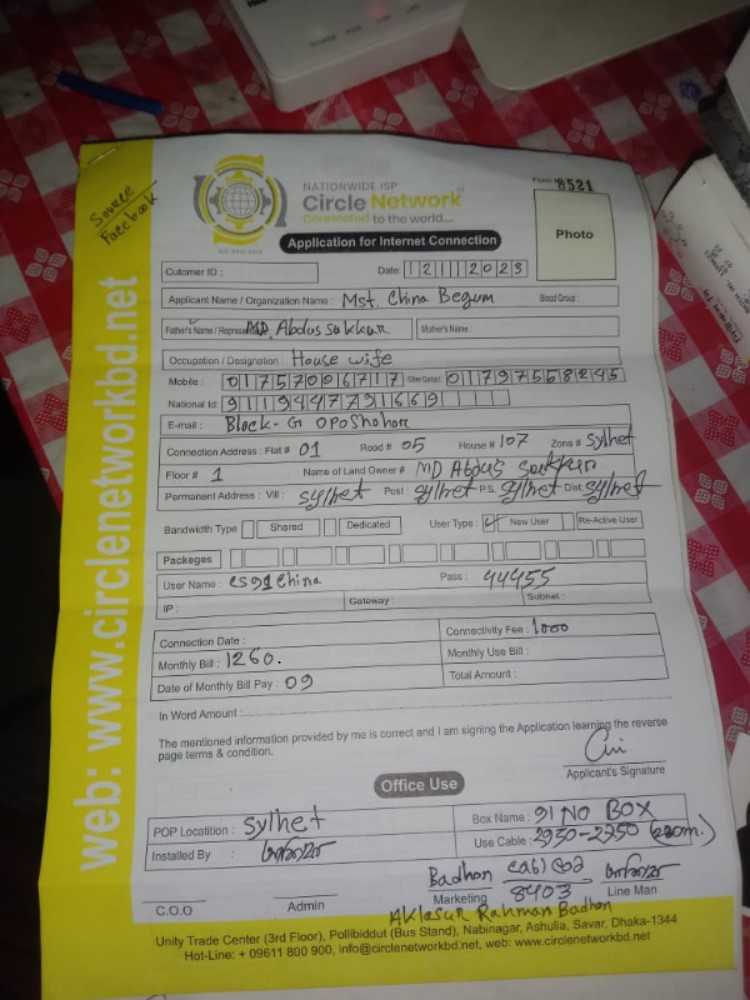 Source
Facebook
NATIONWIDE ISP
Circle Network
Connected to the world...
Form: 8521
Photo
Application for Internet Connection
Cutomer ID :
Date: 12112023
Applicant Name / Organization Name : Mst. China Begum Blood Group :
Father's Name / Represe MD. Abdus sukkur Mother's Name :
Occupation / Designation : House wife
Mobile : 01757006717 Other Contact: 01797558245
National Id: 9119447791669
E-mail : Block- G Oposhohor
Connection Address : Flat # 01 Road # 05 House # 107 Zone # Sylhet
Floor # 1 Name of Land Owner # MD Abdus
Permanent Address : Vill : Sylhet Post : Sylhet PS. Sylhet Dist Sylhet
Bandwidth Type Shared Dedicated User Type : New User Re-Active User
Packeges
User Name : China Pass : 44455
IP : Gateway : Subnet :
Connection Date : Connectivity Fee : 1000
Monthly Bill : 1260. Monthly Use Bill :
Date of Monthly Bill Pay : 09 Total Amount :
In Word Amount :
The mentioned information provided by me is correct and I am signing the Application learning the reverse
page terms & condition.
Applicant's Signature
Office Use
POP Locatition : Sylhet Box Name : 91 NO BOX
Installed By : Use Cable : 2950-2750 (200m.)
Badhon 8403
C.O.O Admin Marketing Line Man
Aklasur Rahman Badhon
Unity Trade Center (3rd Floor), Pollibiddut (Bus Stand), Nabinagar, Ashulia, Savar, Dhaka-1344
Hot-Line: + 09611 800 900, info@circlenetworkbd.net, web: www.circlenetworkbd.net
web: www.circlenetworkbd.net